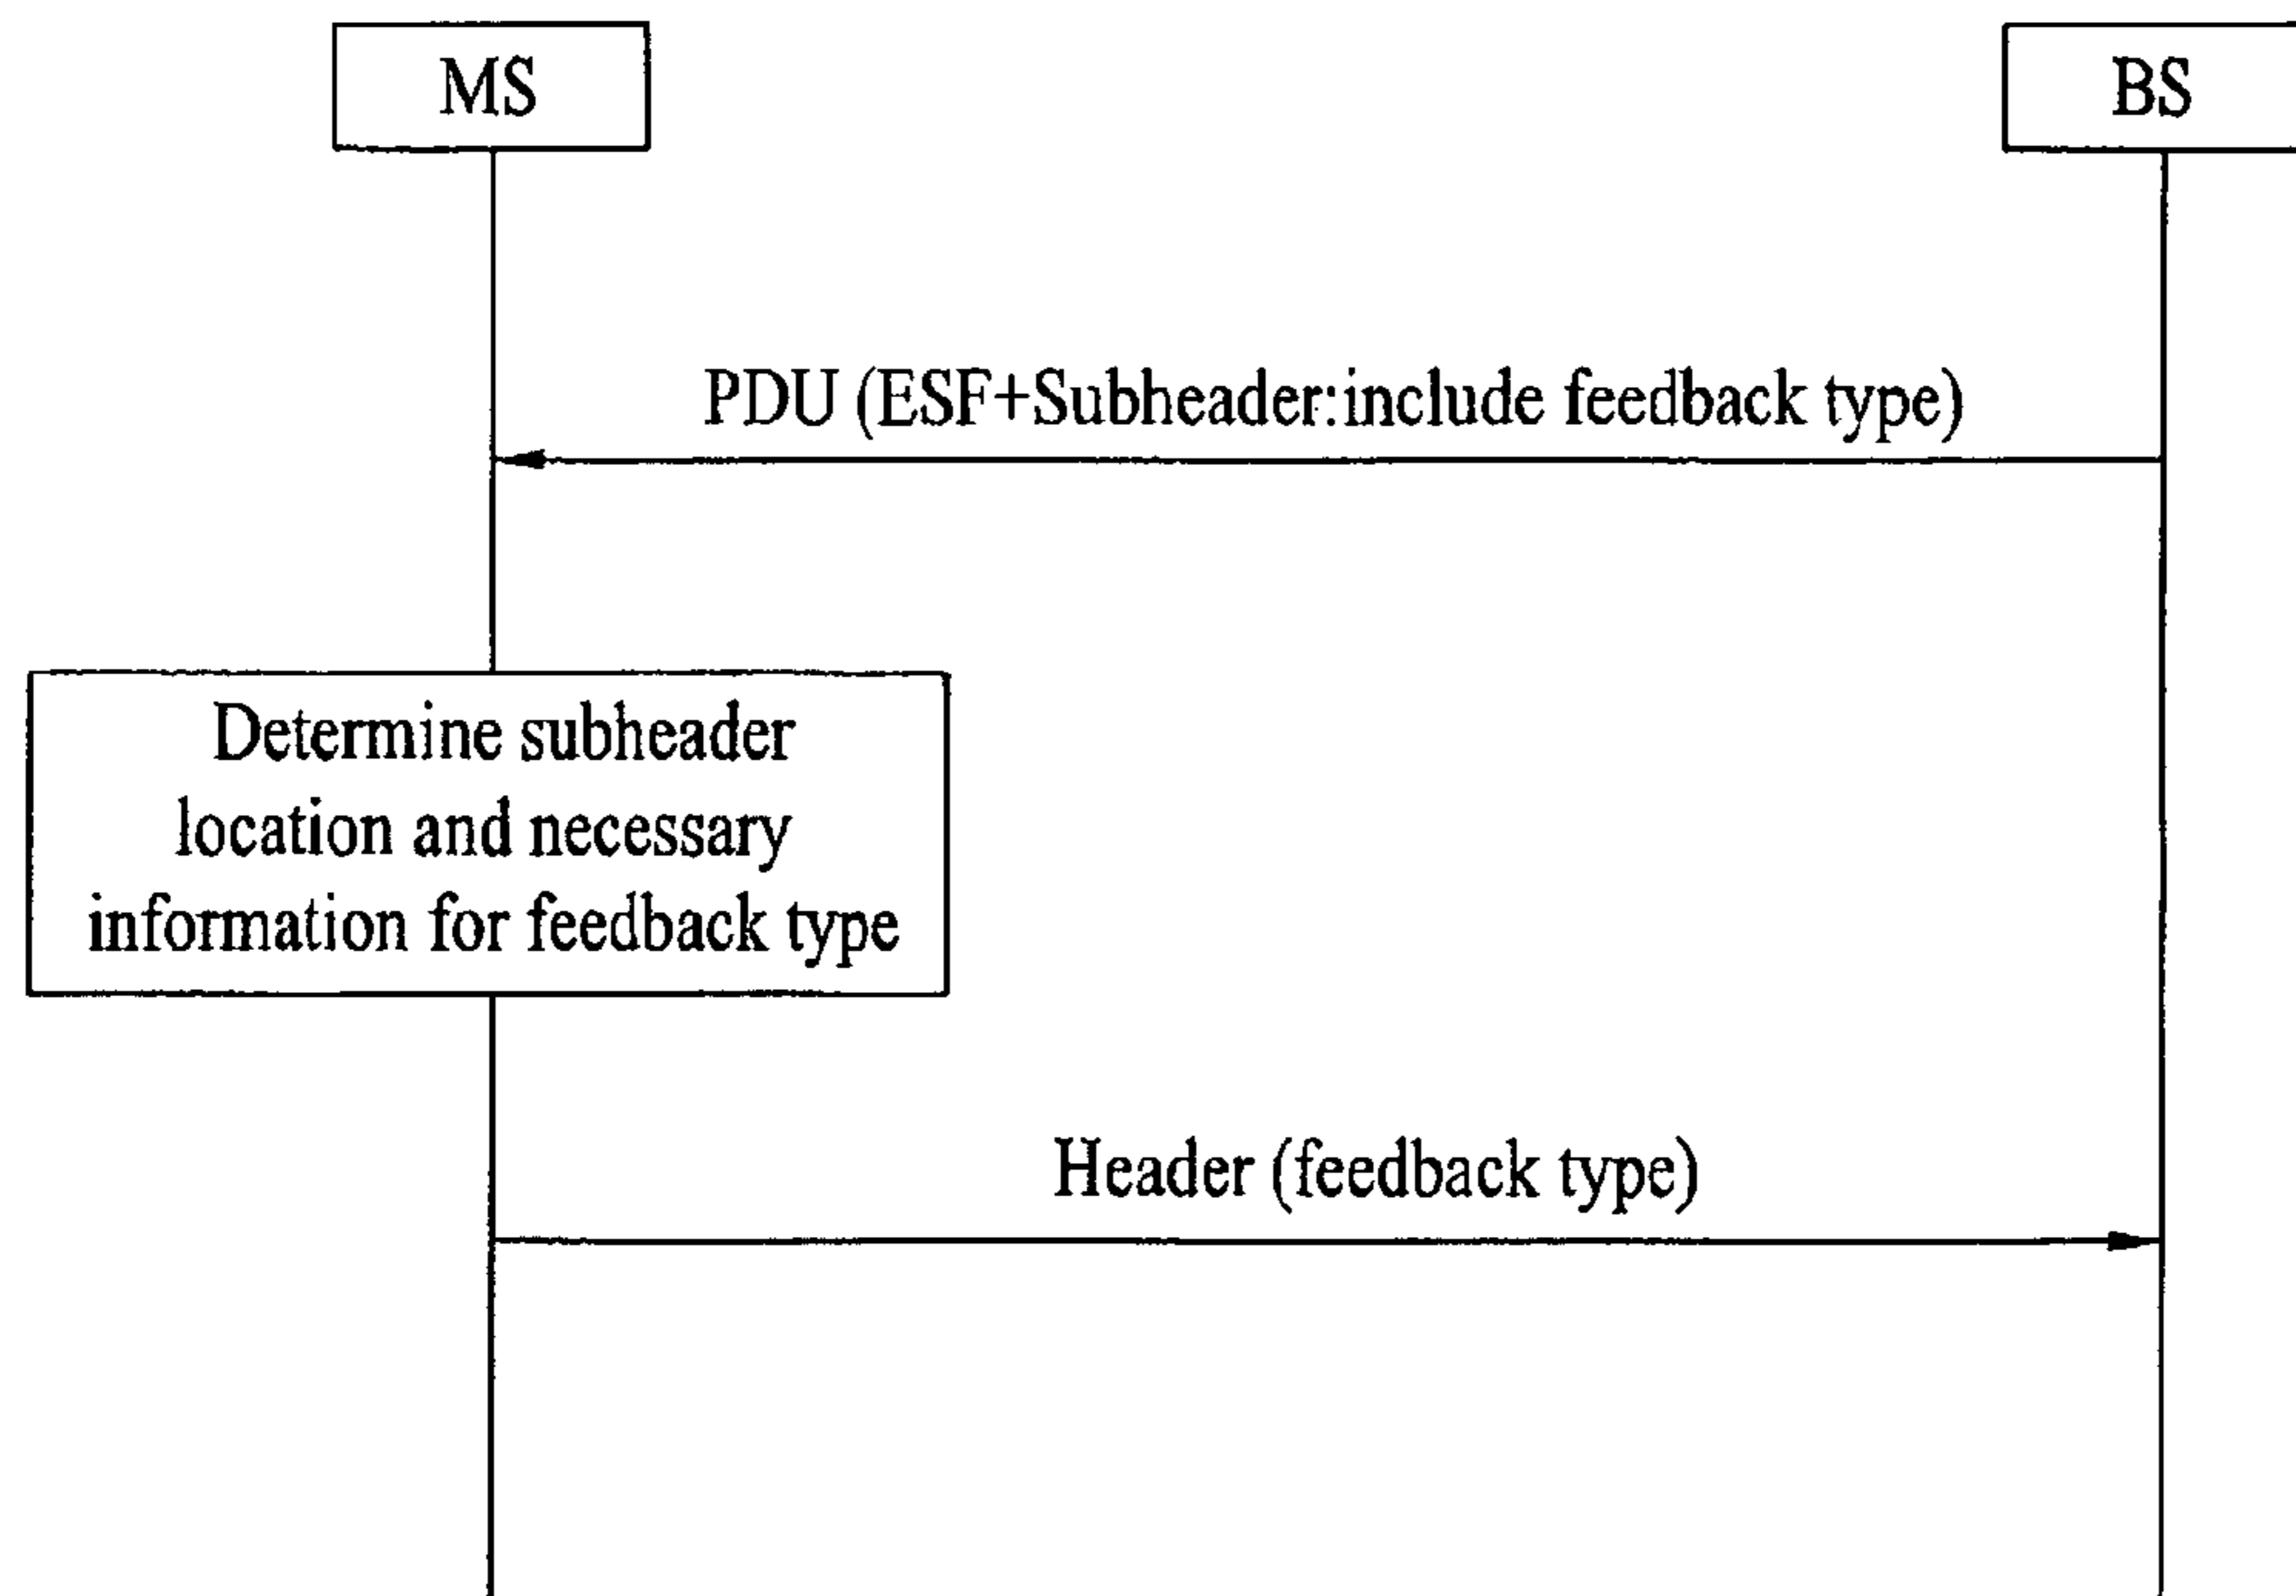 MS
BS
PDU (ESF+Subheader:include feedback type)
Determine subheader
location and necessary
information for feedback type
Header (feedback type)